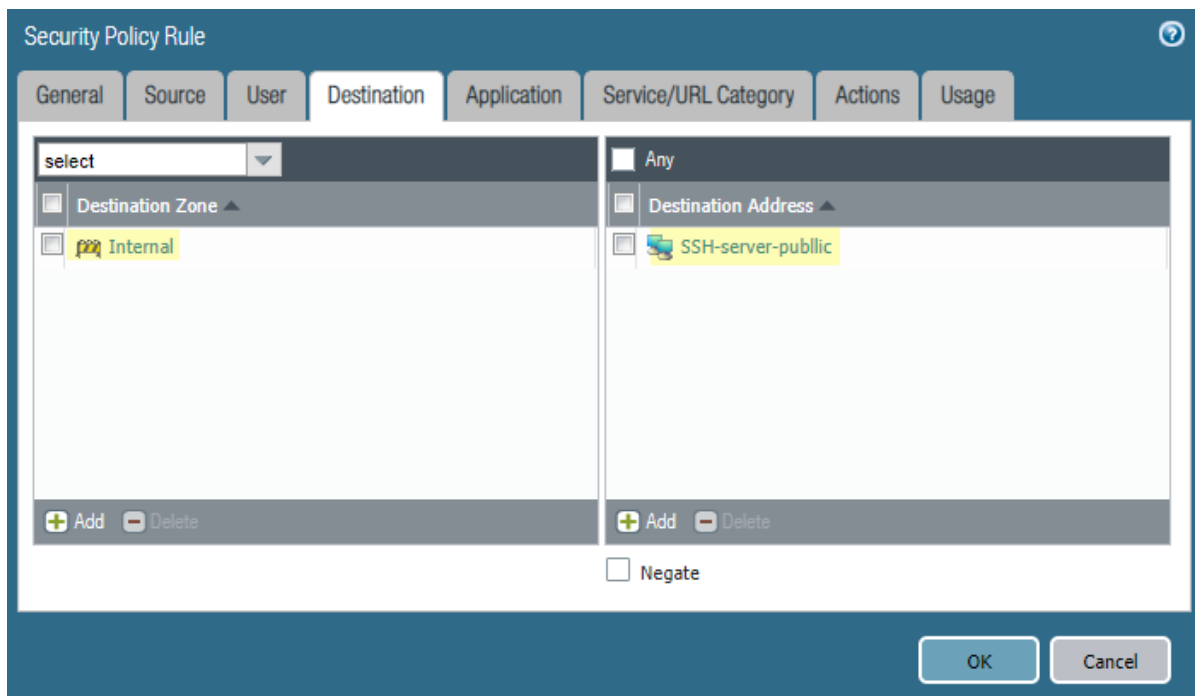 Security Policy Rule
General Source User Destination Application Service/URL Category Actions Usage
select
Any
Destination Zone
Destination Address
Internal
SSH-server-publlic
Add Delete
Add Delete
Negate
OK Cancel